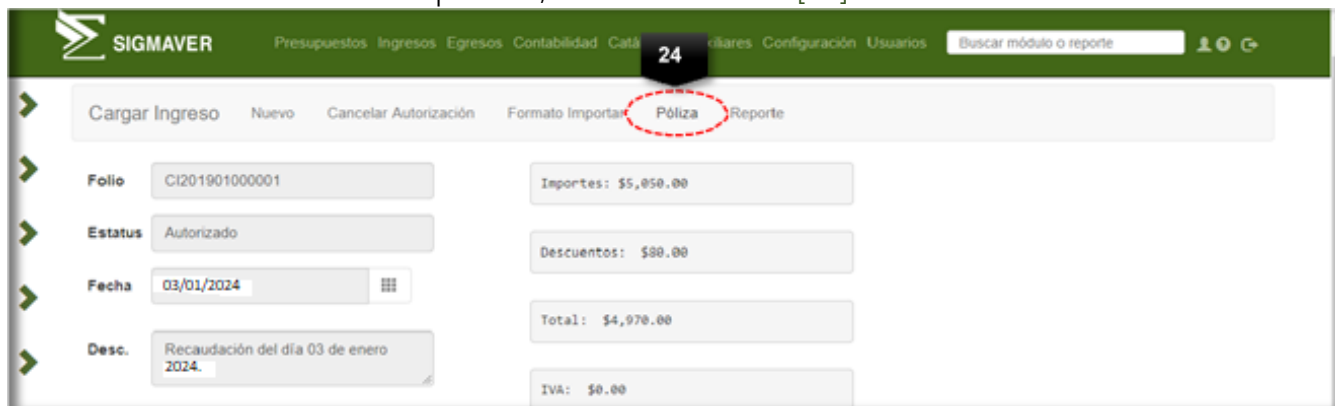 SIGMAVER Presupuestos Ingresos Egresos Contabilidad Catá iliares Configuración Usuarios Buscar módulo o reporte
24
Cargar Ingreso Nuevo Cancelar Autorización Formato Importar Póliza Reporte
Folio CI201901000001
Importes: $5,050.00
Estatus Autorizado
Descuentos: $80.00
Fecha 03/01/2024
Total: $4,970.00
Desc. Recaudación del día 03 de enero
2024.
IVA: $0.00